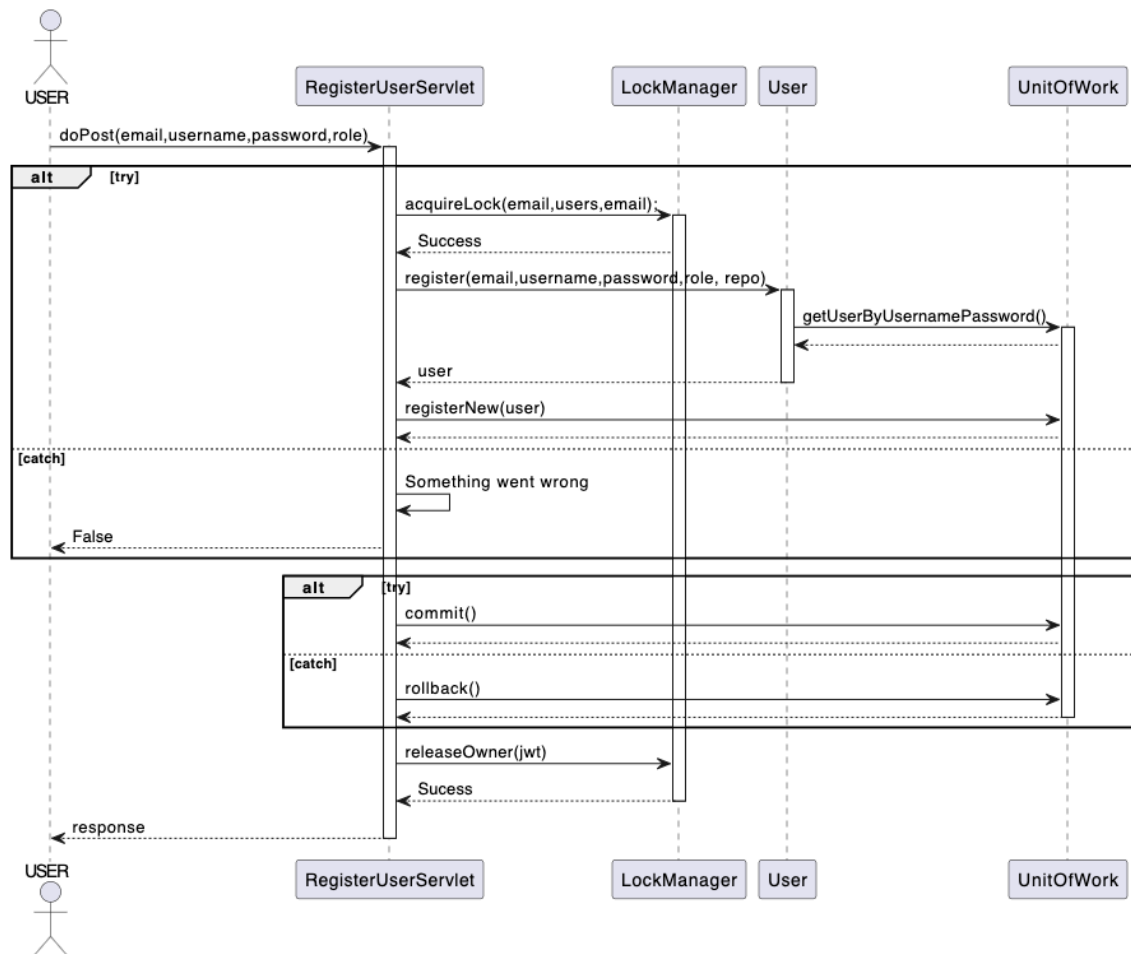 USER
RegisterUserServlet
LockManager
User
UnitOfWork
doPost(email,username,password,role)
alt
[try]
acquireLock(email,users,email);
Success
register(email,username,password,role, repo)
getUserByUsernamePassword()
user
registerNew(user)
[catch]
Something went wrong
False
alt
[try]
commit()
[catch]
rollback()
releaseOwner(jwt)
Sucess
response
USER
RegisterUserServlet
LockManager
User
UnitOfWork